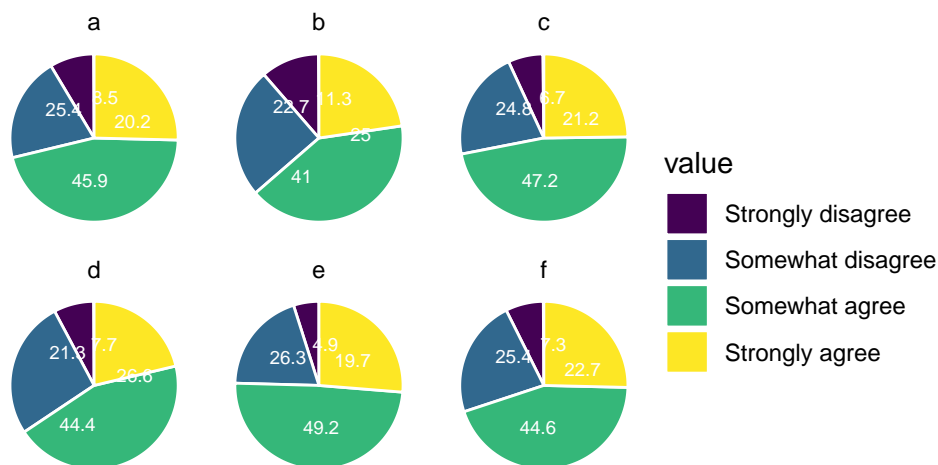 a
b
c
25.4
8.5
20.2
45.9
22.7
11.3
25
41
24.8
6.7
21.2
47.2
d
e
f
21.3
7.7
26.6
44.4
26.3
4.9
19.7
49.2
25.4
7.3
22.7
44.6
value
Strongly disagree
Somewhat disagree
Somewhat agree
Strongly agree